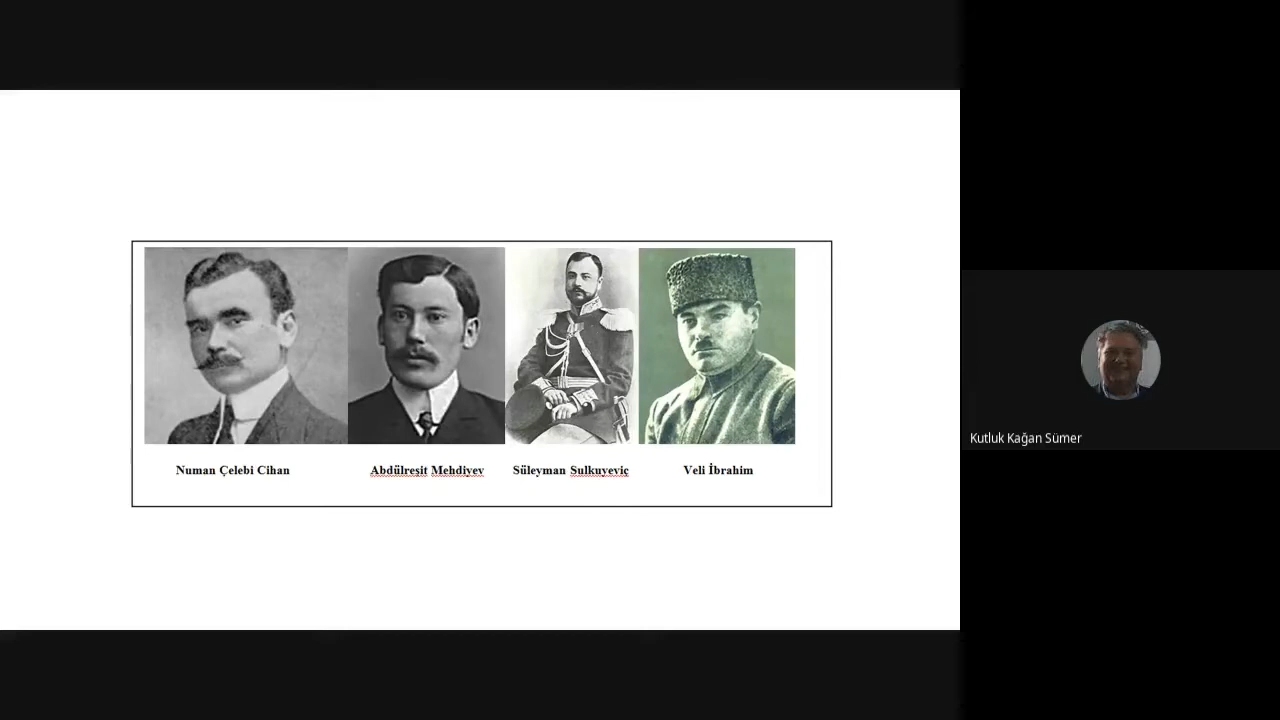 Numan Çelebi Cihan
Abdülreşit Mehdiyev
Süleyman Sulkuyeviç
Veli İbrahim
Kutluk Kağan Sümer